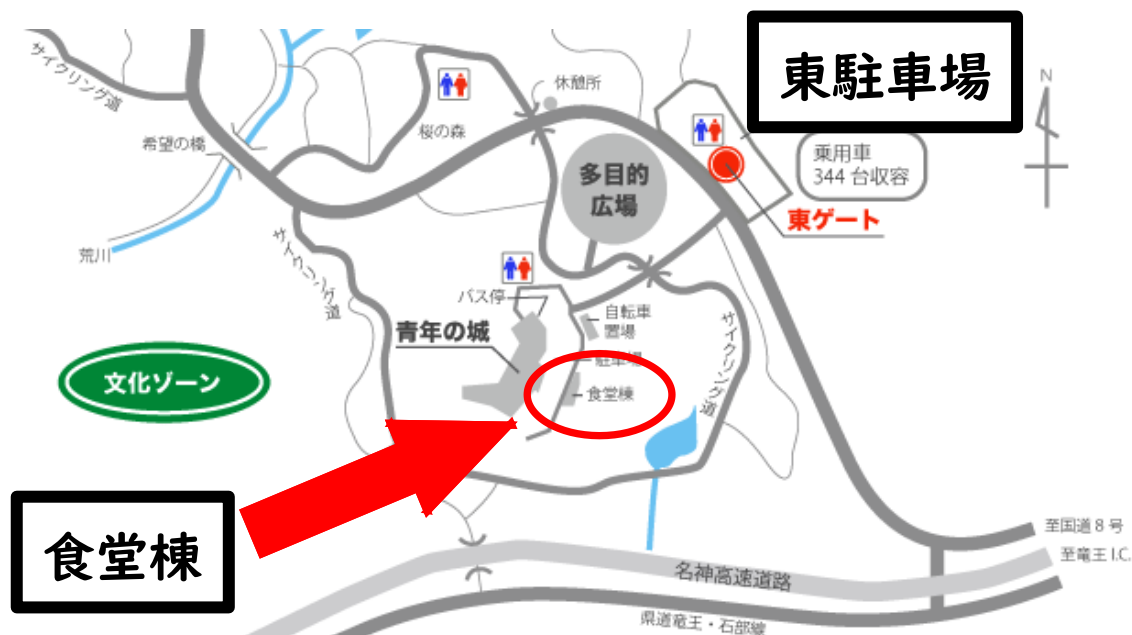 東駐車場
N
サイクリング道
休憩所
桜の森
希望の橋
乗用車
344 台収容
多目的
広場
東ゲート
荒川
サイクリング道
バス停
自転車
置場
青年の城
サイクリング道
駐車場
文化ゾーン
食堂棟
食堂棟
至国道 8 号
至竜王 I.C.
名神高速道路
県道竜王・石部線